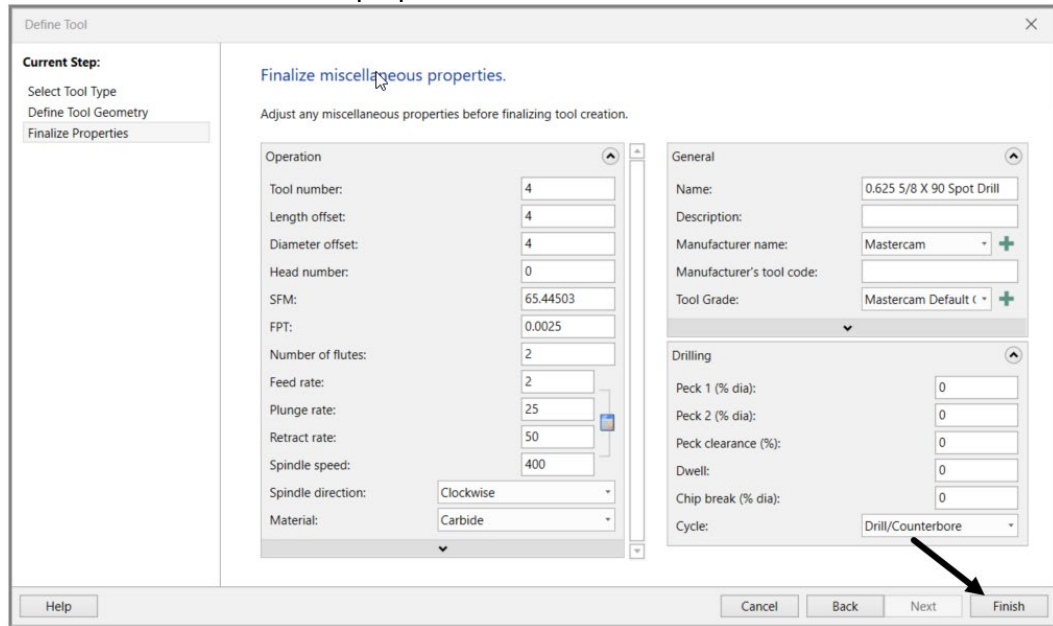 Define Tool
Current Step:
Select Tool Type
Define Tool Geometry
Finalize Properties
Finalize miscellaneous properties.
Adjust any miscellaneous properties before finalizing tool creation.
Operation
Tool number: 4
Length offset: 4
Diameter offset: 4
Head number: 0
SFM: 65.44503
FPT: 0.0025
Number of flutes: 2
Feed rate: 2
Plunge rate: 25
Retract rate: 50
Spindle speed: 400
Spindle direction: Clockwise
Material: Carbide
General
Name: 0.625 5/8 X 90 Spot Drill
Description:
Manufacturer name: Mastercam
Manufacturer's tool code:
Tool Grade: Mastercam Default (
Drilling
Peck 1 (% dia): 0
Peck 2 (% dia): 0
Peck clearance (%): 0
Dwell: 0
Chip break (% dia): 0
Cycle: Drill/Counterbore
Help
Cancel
Back
Next
Finish